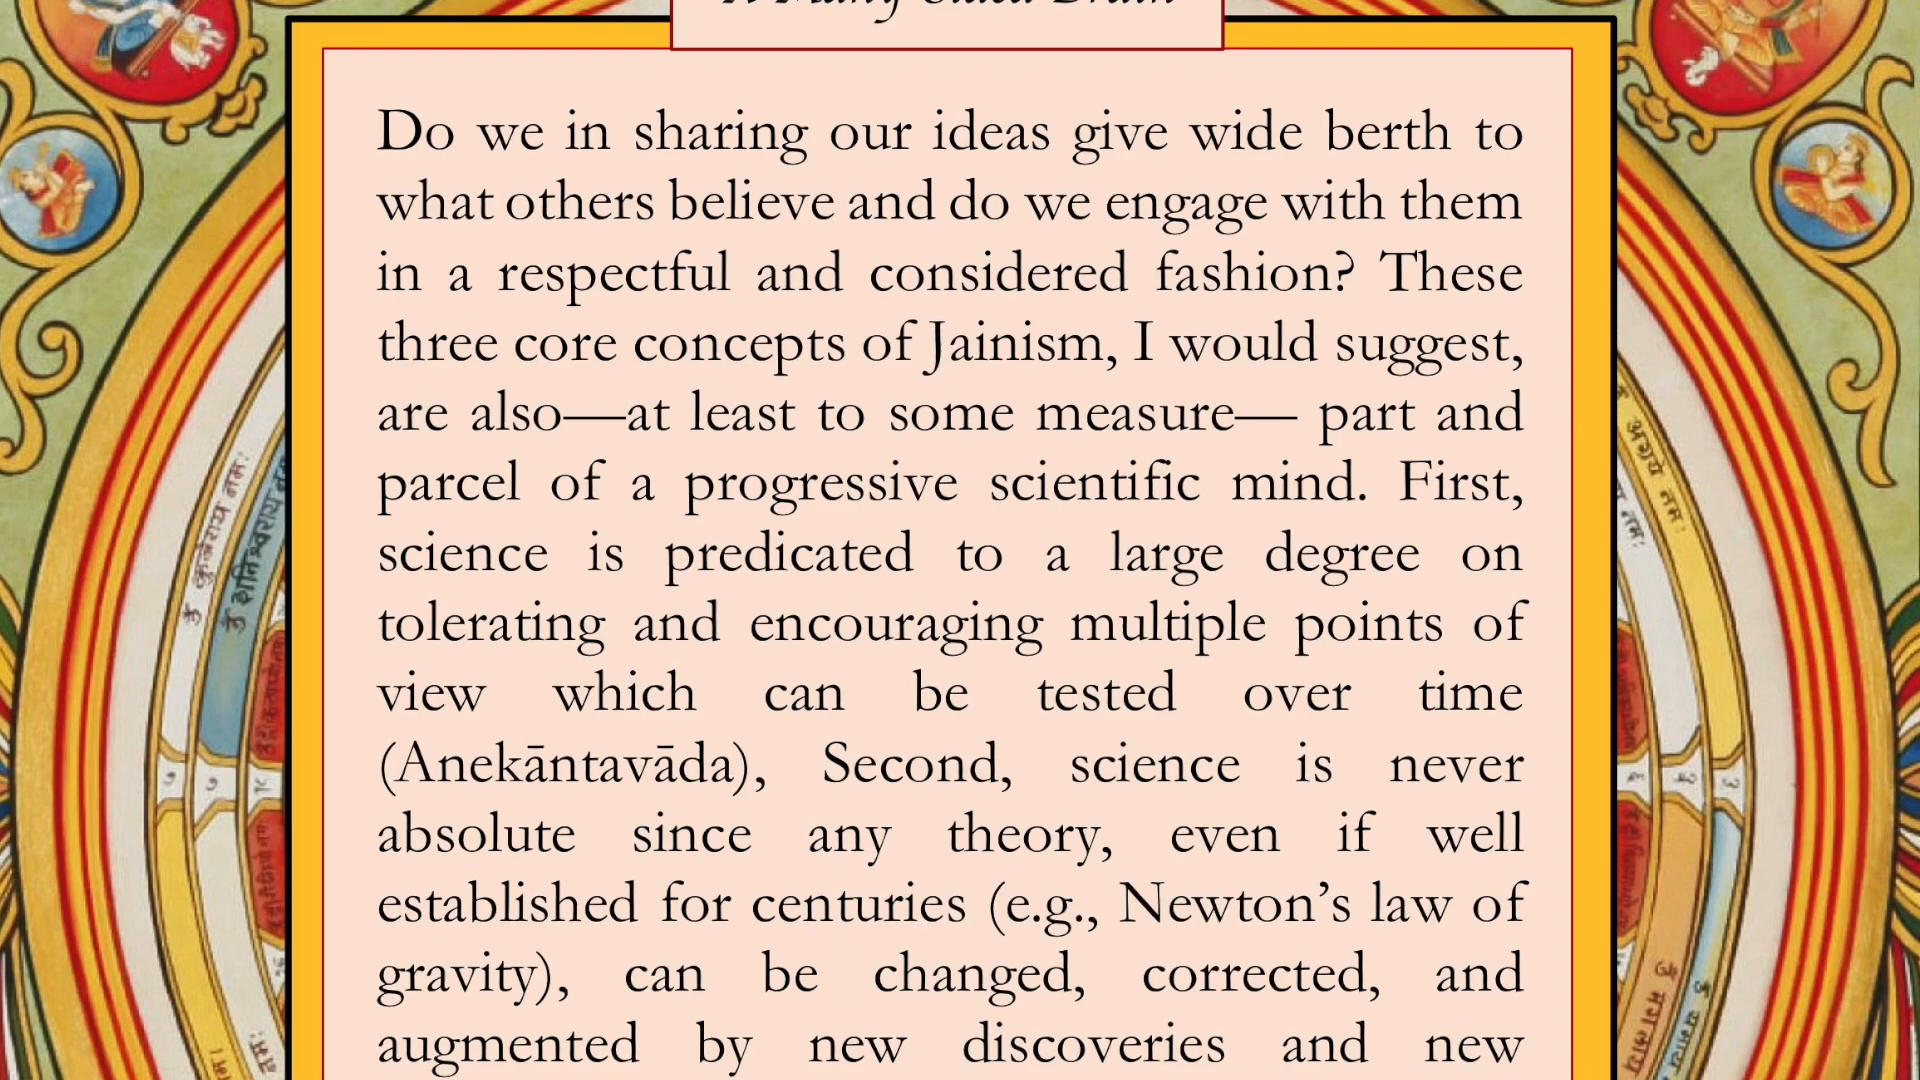 A Many Sided Brain
Do we in sharing our ideas give wide berth to
what others believe and do we engage with them
in a respectful and considered fashion? These
three core concepts of Jainism, I would suggest,
are also—at least to some measure— part and
parcel of a progressive scientific mind. First,
science is predicated to a large degree on
tolerating and encouraging multiple points of
view which can be tested over time
(Anekāntavāda), Second, science is never
absolute since any theory, even if well
established for centuries (e.g., Newton’s law of
gravity), can be changed, corrected, and
augmented by new discoveries and new